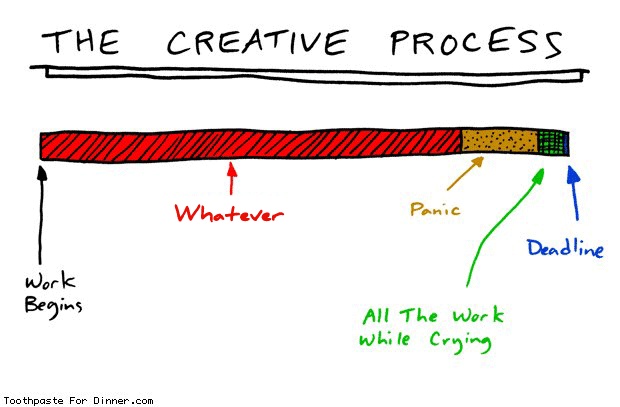 THE CREATIVE PROCESS
Whatever
Panic
Deadline
Work
Begins
All The Work
While Crying
Toothpaste For Dinner.com